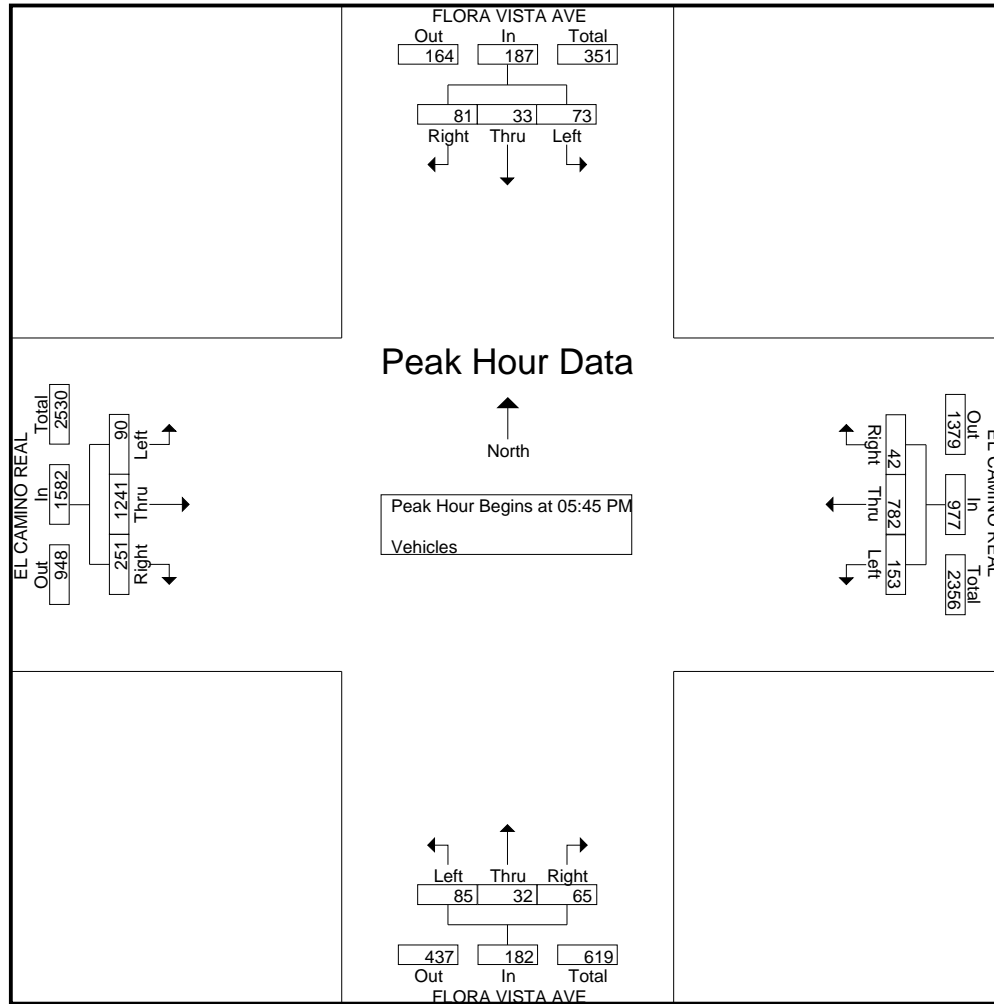 FLORA VISTA AVE
Out In Total
164 187 351
81 33 73
Right Thru Left
Peak Hour Data
North
Peak Hour Begins at 05:45 PM
Vehicles
EL CAMINO REAL
Total In Out
2530 1582 948
90 1241 251
Left Thru Right
EL CAMINO REAL
Out In Total
1379 977 2356
42 782 153
Right Thru Left
Left Thru Right
85 32 65
437 182 619
Out In Total
FLORA VISTA AVE